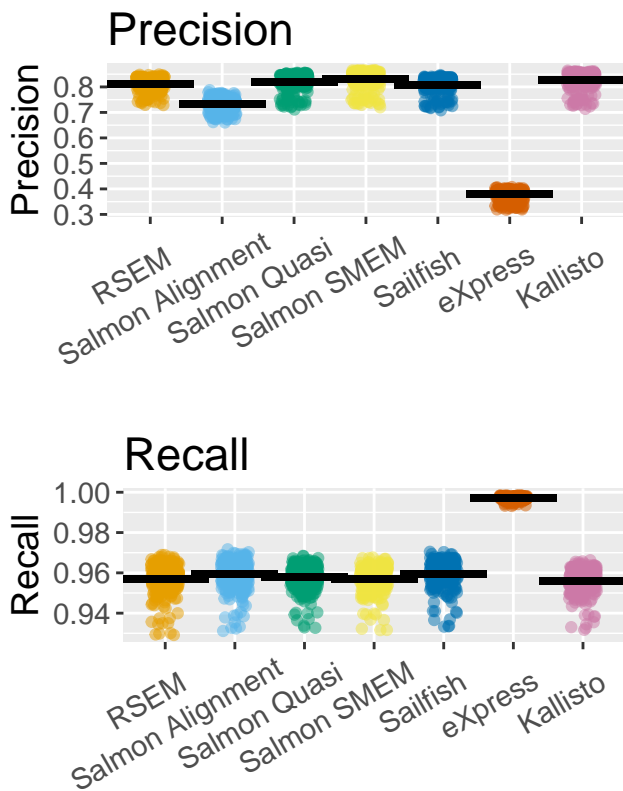 Precision
Precision
0.8
0.7
0.6
0.5
0.4
0.3
RSEM
Salmon Alignment
Salmon Quasi
Salmon SMEM
Sailfish
eXpress
Kallisto
Recall
Recall
1.00
0.98
0.96
0.94
RSEM
Salmon Alignment
Salmon Quasi
Salmon SMEM
Sailfish
eXpress
Kallisto